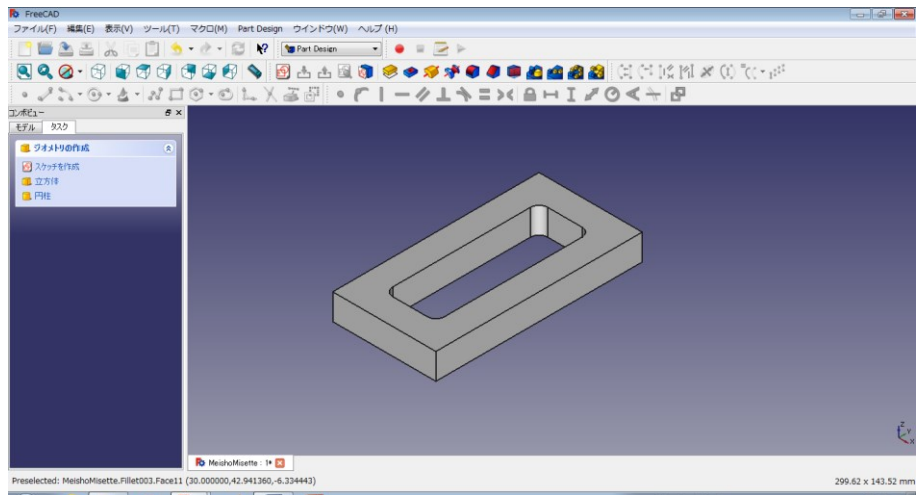 FreeCAD
ファイル(F) 編集(E) 表示(V) ツール(T) マクロ(M) Part Design ウインドウ(W) ヘルプ(H)
Part Design
コンボビュー
モデル タスク
ジオメトリの作成
スケッチを作成
立方体
円柱
Z
Y
X
MeishoMisette : 1*
Preselected: MeishoMisette.Fillet003.Face11 (30.000000,42.941360,-6.334443) 299.62 x 143.52 mm